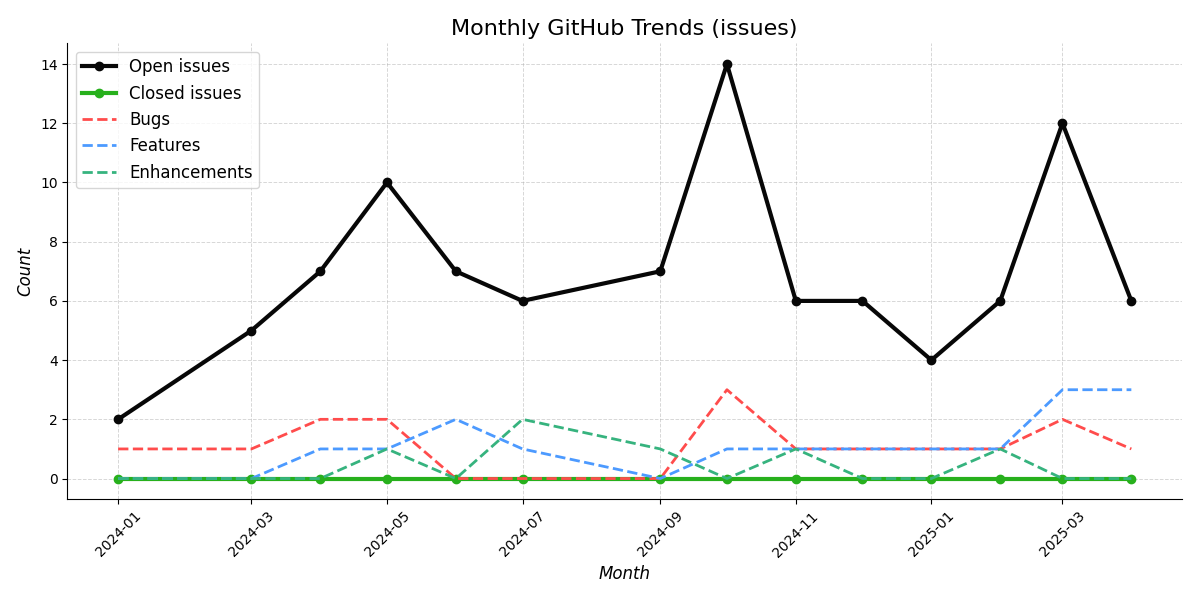 Monthly GitHub Trends (issues)
Open issues
Closed issues
Bugs
Features
Enhancements
Count
14
12
10
8
6
4
2
0
2024-01
2024-03
2024-05
2024-07
2024-09
2024-11
2025-01
2025-03
Month